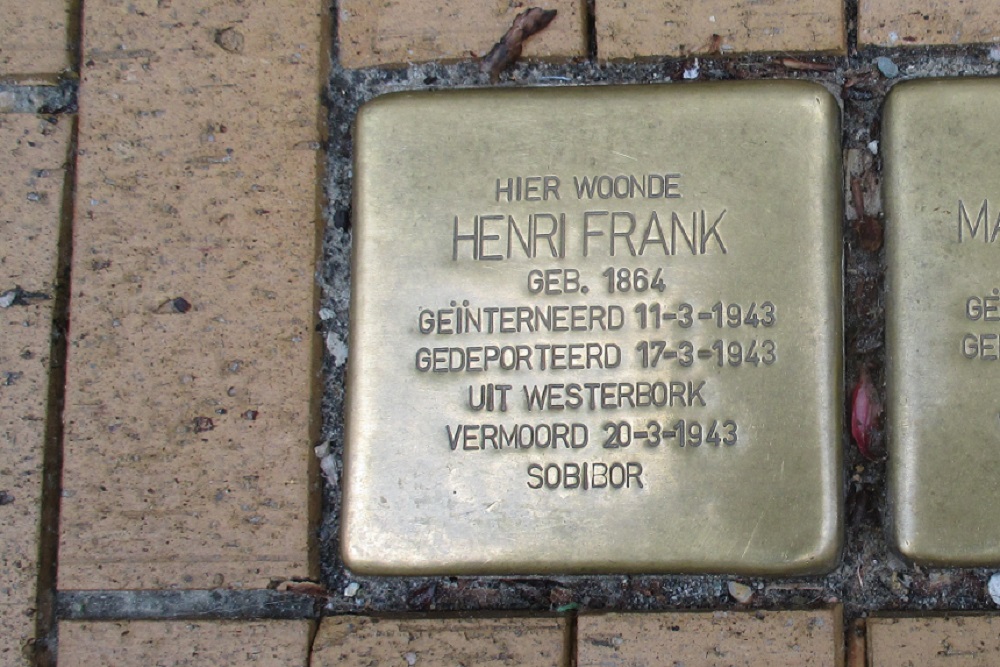 HIER WOONDE
HENRI FRANK
GEB. 1864
GEÏNTERNEERD 11-3-1943
GEDEPORTEERD 17-3-1943
UIT WESTERBORK
VERMOORD 20-3-1943
SOBIBOR